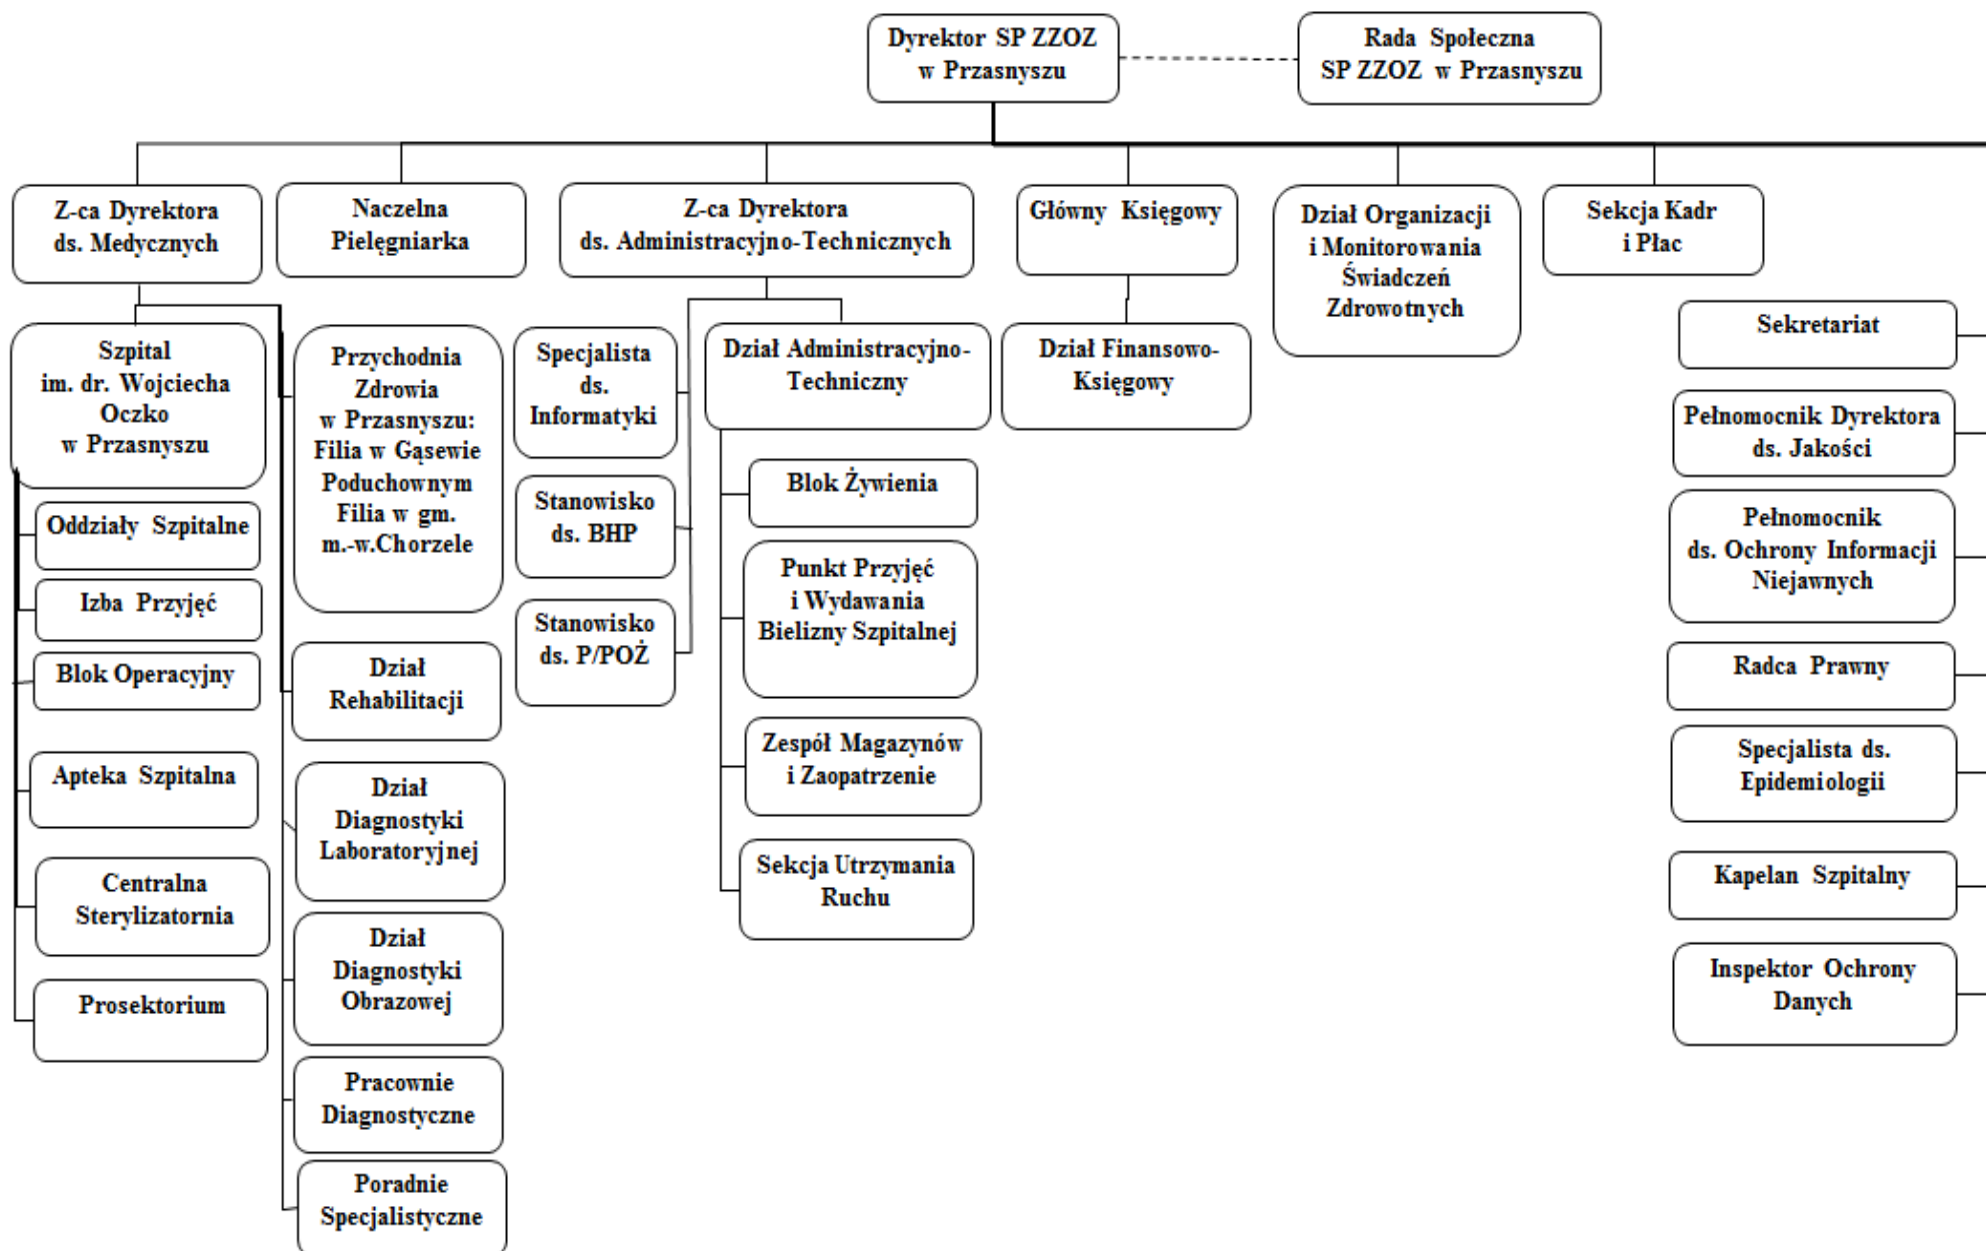 Dyrektor SP ZZOZ
w Przasnyszu
Rada Społeczna
SP ZZOZ w Przasnyszu
Z-ca Dyrektora
ds. Medycznych
Naczelna
Pielęgniarka
Z-ca Dyrektora
ds. Administracyjno-Technicznych
Główny Księgowy
Dział Organizacji
i Monitorowania
Świadczeń
Zdrowotnych
Sekcja Kadr
i Płac
Szpital
im. dr. Wojciecha
Oczko
w Przasnyszu
Oddziały Szpitalne
Izba Przyjęć
Blok Operacyjny
Apteka Szpitalna
Centralna
Sterylizatornia
Prosektorium
Przychodnia
Zdrowia
w Przasnyszu:
Filia w Gąsewie
Poduchownym
Filia w gm.
m.-w.Chorzele
Dział
Rehabilitacji
Dział
Diagnostyki
Laboratoryjnej
Dział
Diagnostyki
Obrazowej
Pracownie
Diagnostyczne
Poradnie
Specjalistyczne
Specjalista
ds.
Informatyki
Stanowisko
ds. BHP
Stanowisko
ds. P/POŻ
Dział Administracyjno-
Techniczny
Blok Żywienia
Punkt Przyjęć
i Wydawania
Bielizny Szpitalnej
Zespół Magazynów
i Zaopatrzenie
Sekcja Utrzymania
Ruchu
Dział Finansowo-
Księgowy
Sekretariat
Pełnomocnik Dyrektora
ds. Jakości
Pełnomocnik
ds. Ochrony Informacji
Niejawnych
Radca Prawny
Specjalista ds.
Epidemiologii
Kapelan Szpitalny
Inspektor Ochrony
Danych